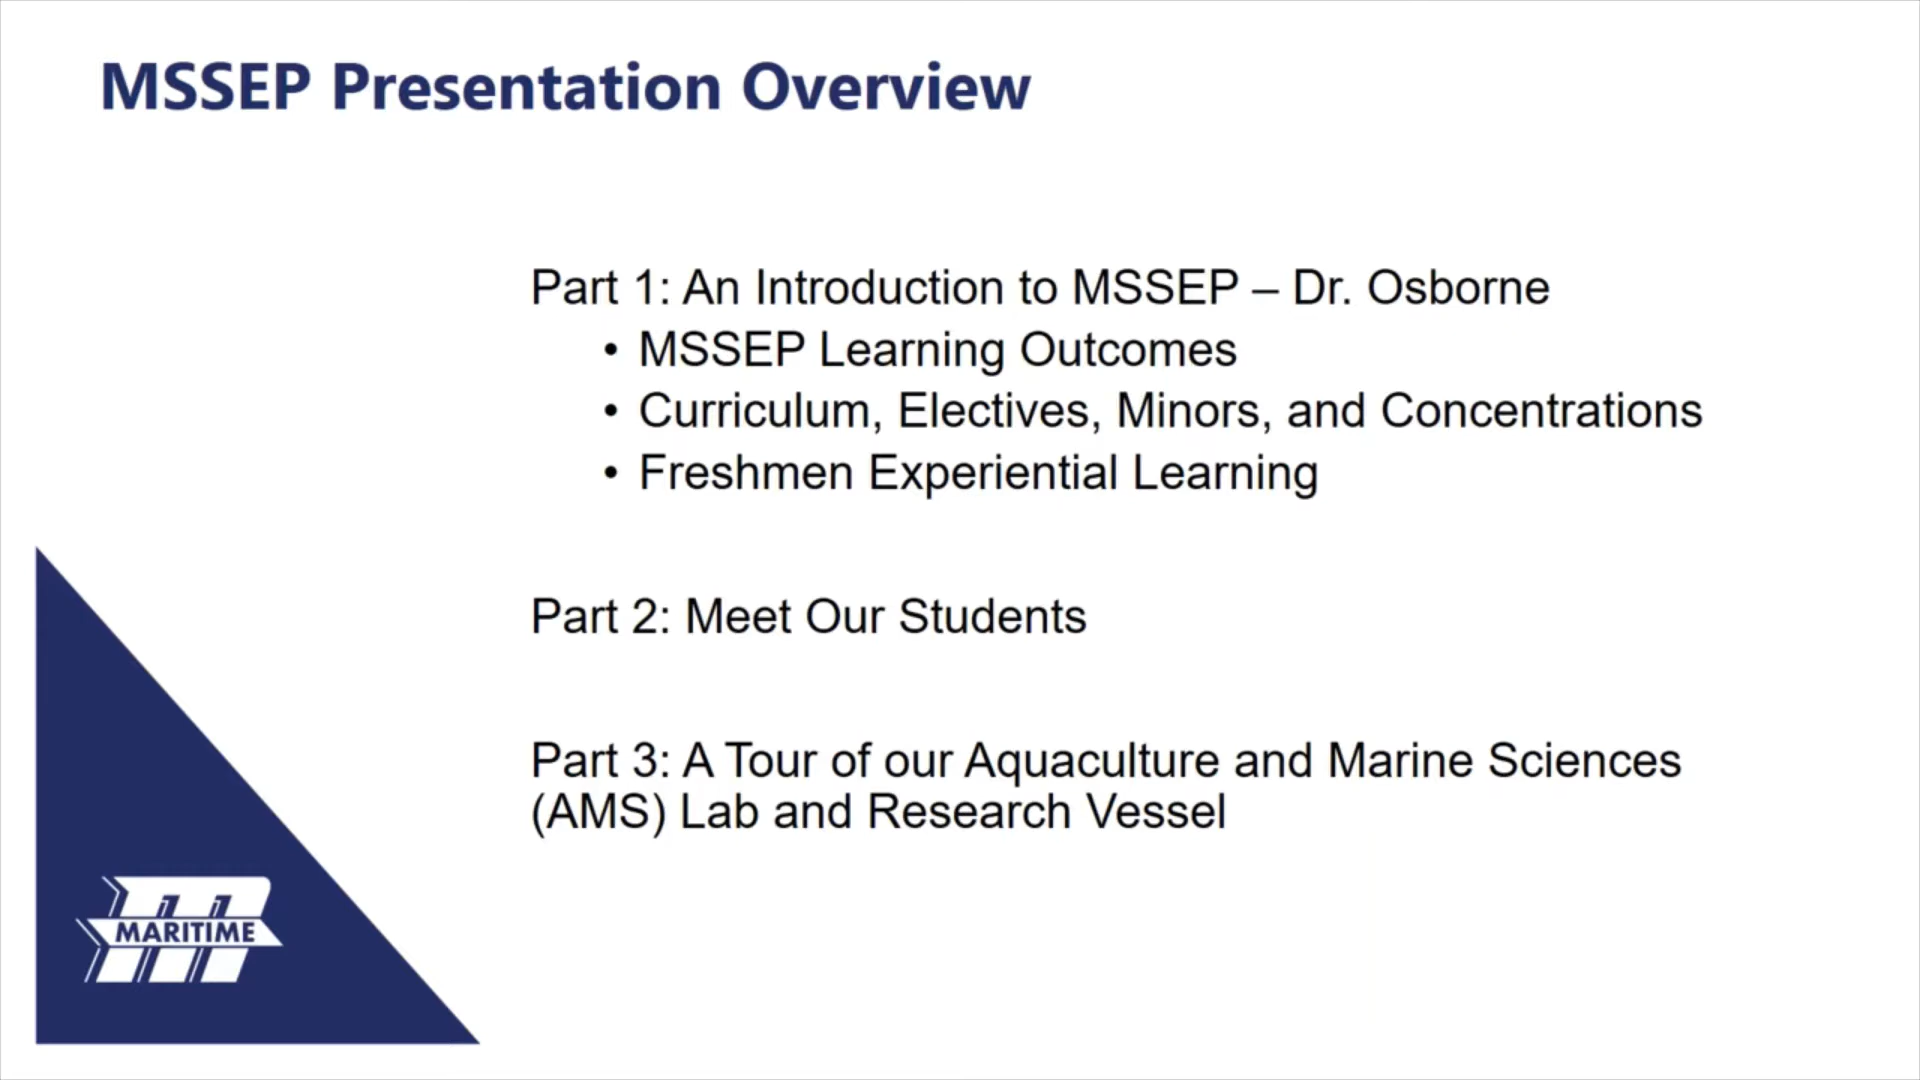 MSSEP Presentation Overview
Part 1: An Introduction to MSSEP – Dr. Osborne
• MSSEP Learning Outcomes
• Curriculum, Electives, Minors, and Concentrations
• Freshmen Experiential Learning
Part 2: Meet Our Students
Part 3: A Tour of our Aquaculture and Marine Sciences
(AMS) Lab and Research Vessel
MARITIME